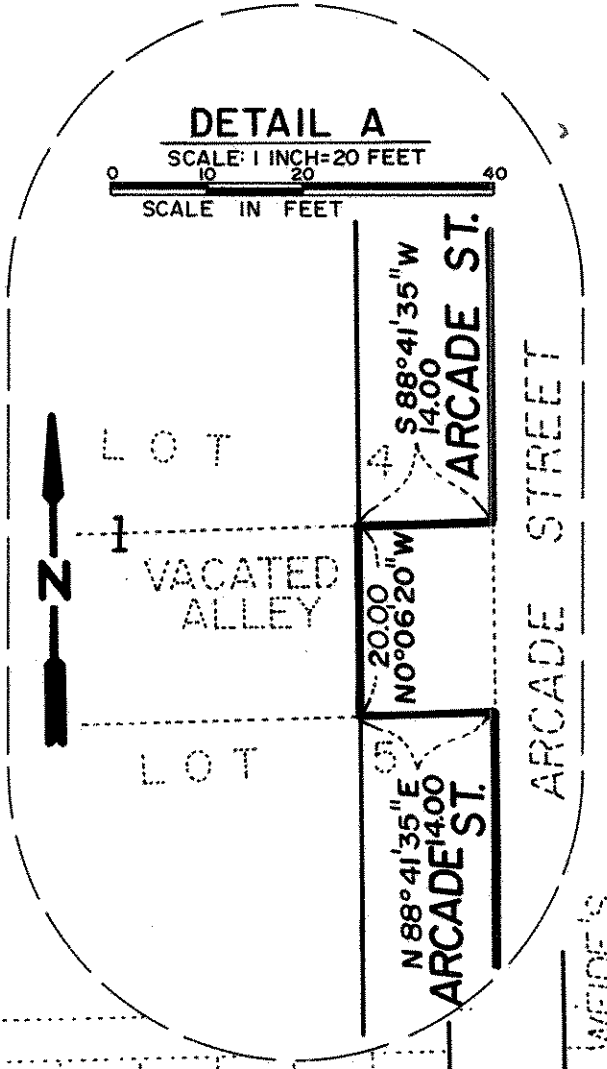 DETAIL A
SCALE: 1 INCH=20 FEET
0 10 20 40
SCALE IN FEET
S 88°41'35"W
14.00
ARCADE ST.
LOT 4
1
VACATED
ALLEY
20.00
N0°06'20"W
N
LOT 5
N 88°41'35"E
14.00
ARCADE ST.
ARCADE STREET
WEIDE'S